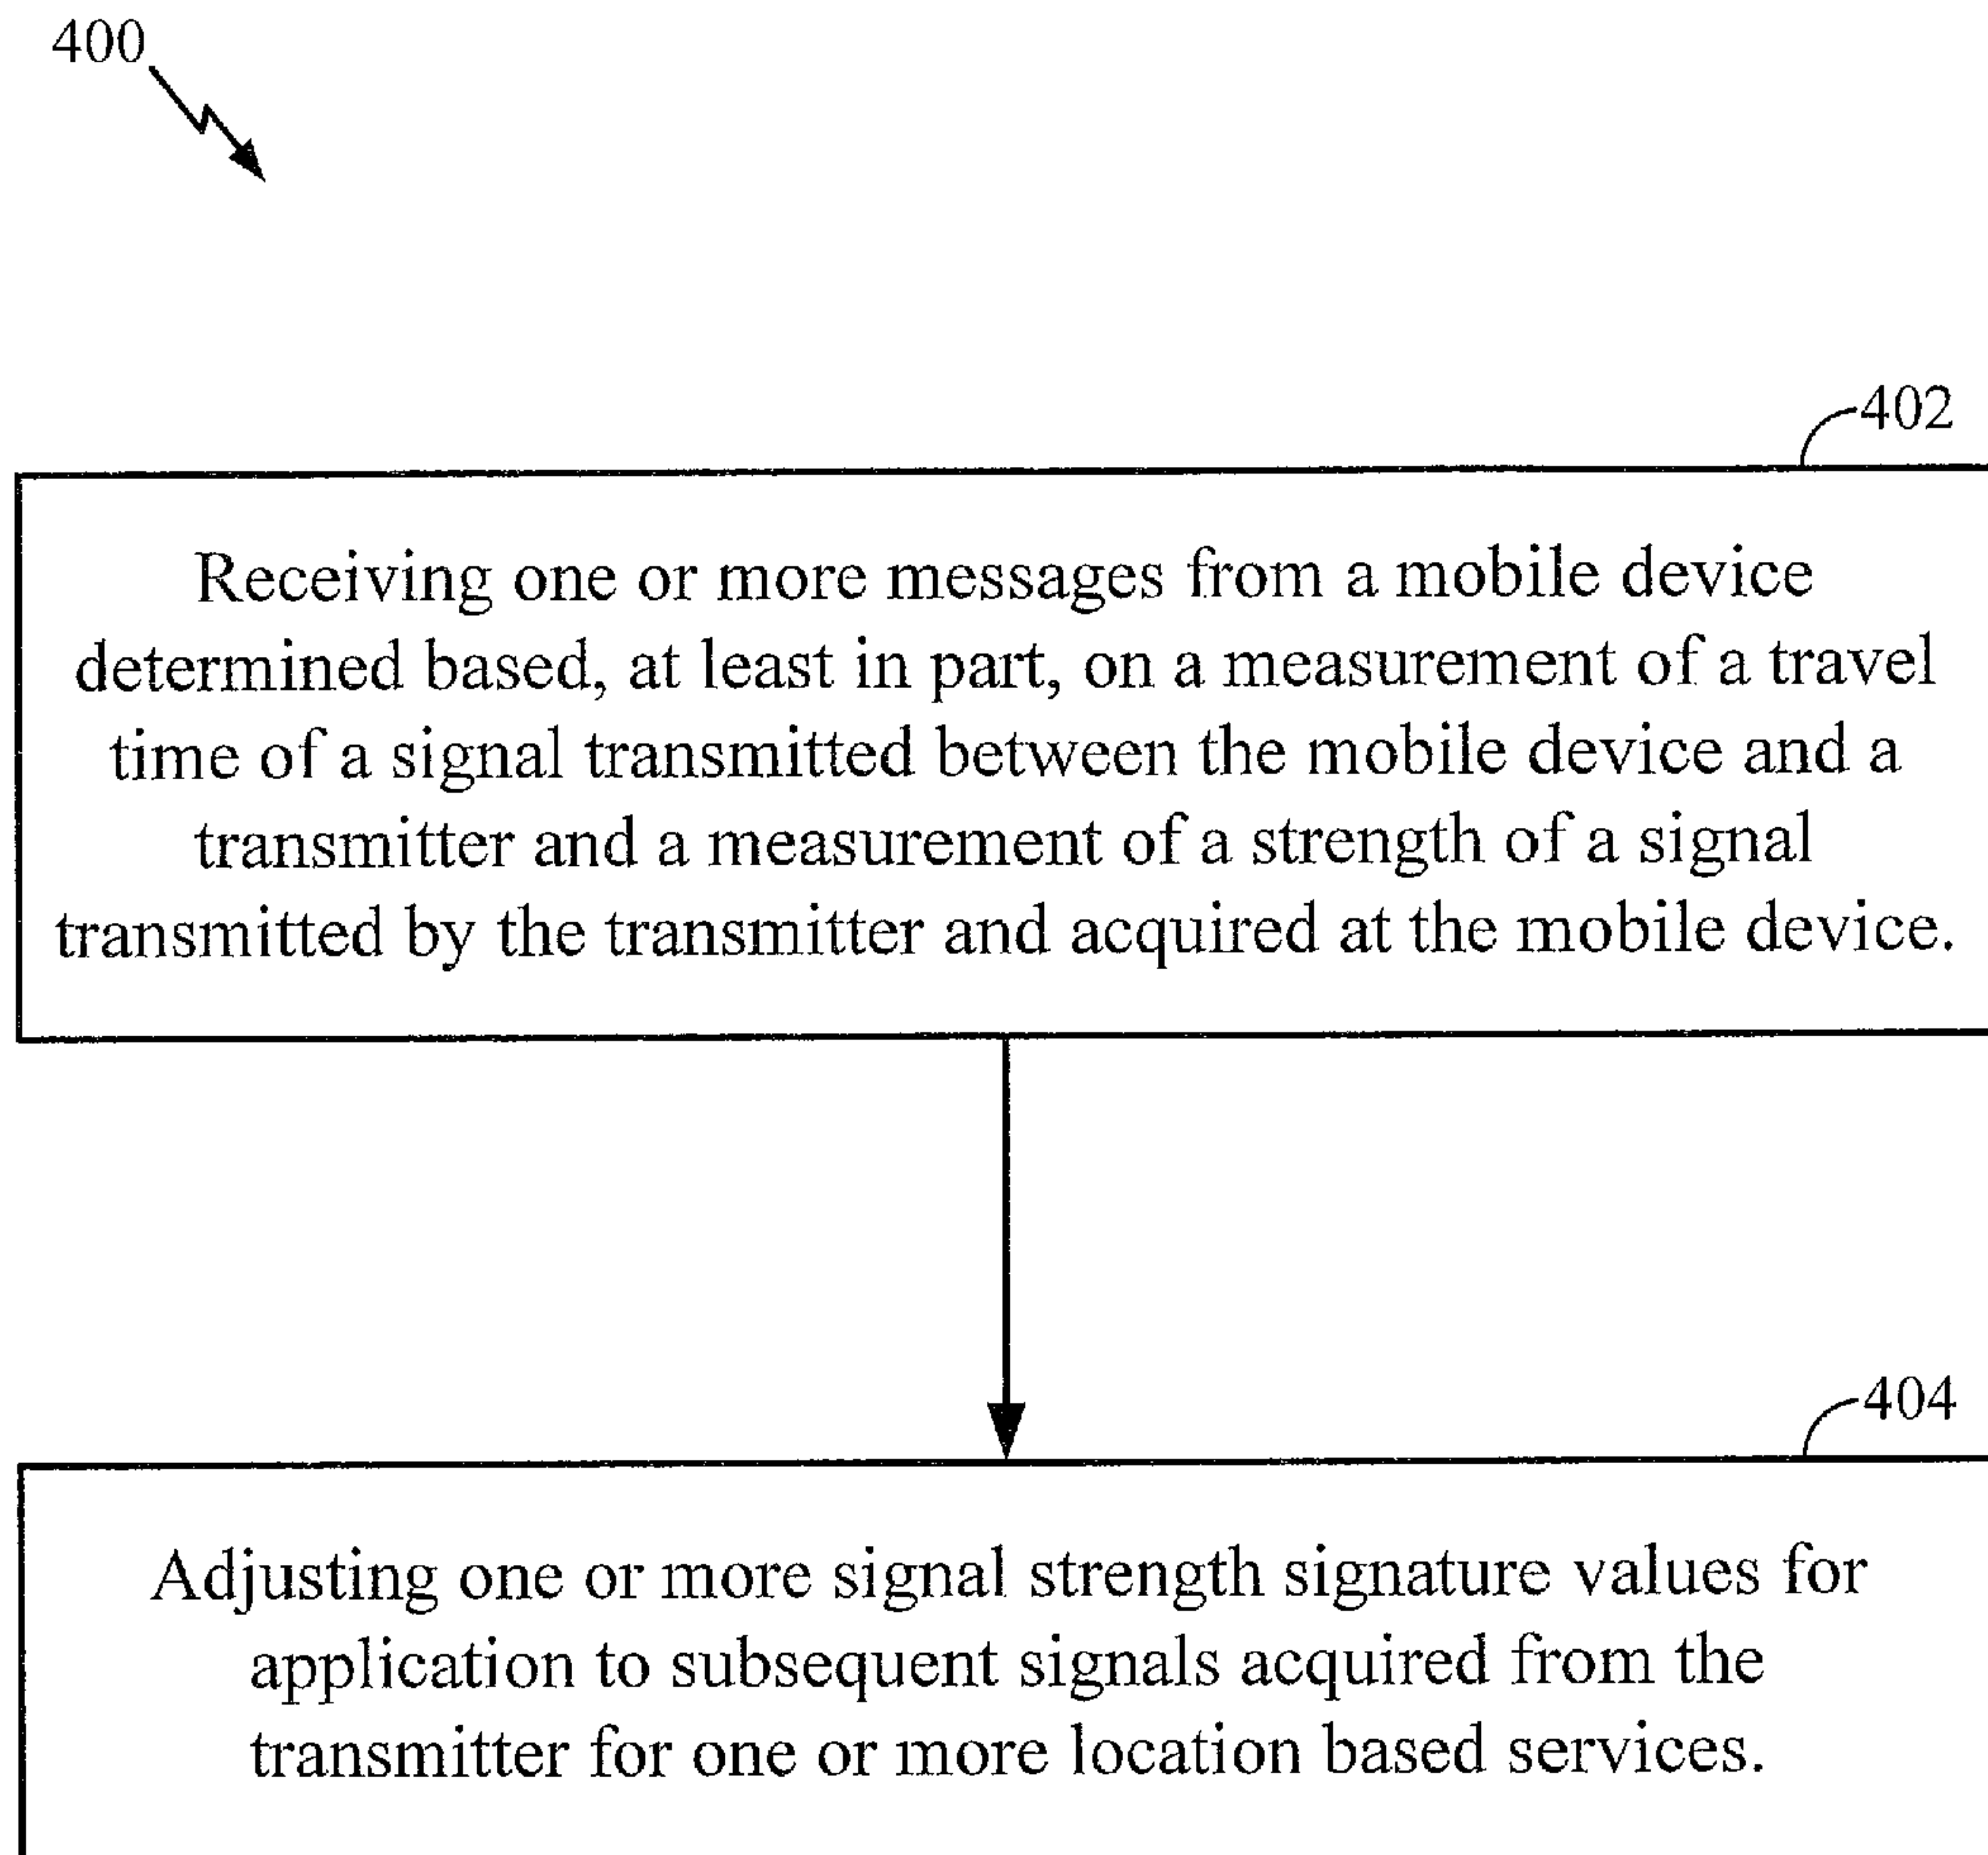 400
402
Receiving one or more messages from a mobile device
determined based, at least in part, on a measurement of a travel
time of a signal transmitted between the mobile device and a
transmitter and a measurement of a strength of a signal
transmitted by the transmitter and acquired at the mobile device.
404
Adjusting one or more signal strength signature values for
application to subsequent signals acquired from the
transmitter for one or more location based services.